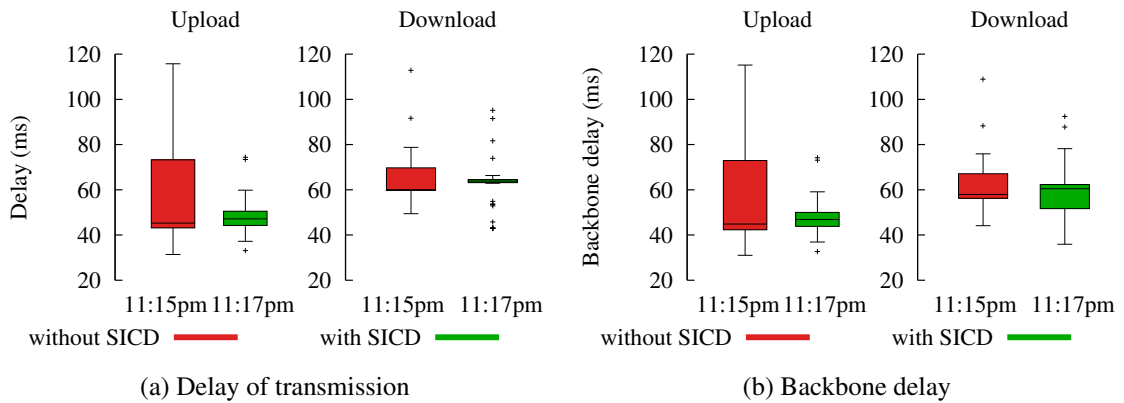 Upload
Download
Delay (ms)
120
100
80
60
40
20
120
100
80
60
40
20
11:15pm 11:17pm
11:15pm 11:17pm
without SICD
with SICD
(a) Delay of transmission
Upload
Download
Backbone delay (ms)
120
100
80
60
40
20
120
100
80
60
40
20
11:15pm 11:17pm
11:15pm 11:17pm
without SICD
with SICD
(b) Backbone delay